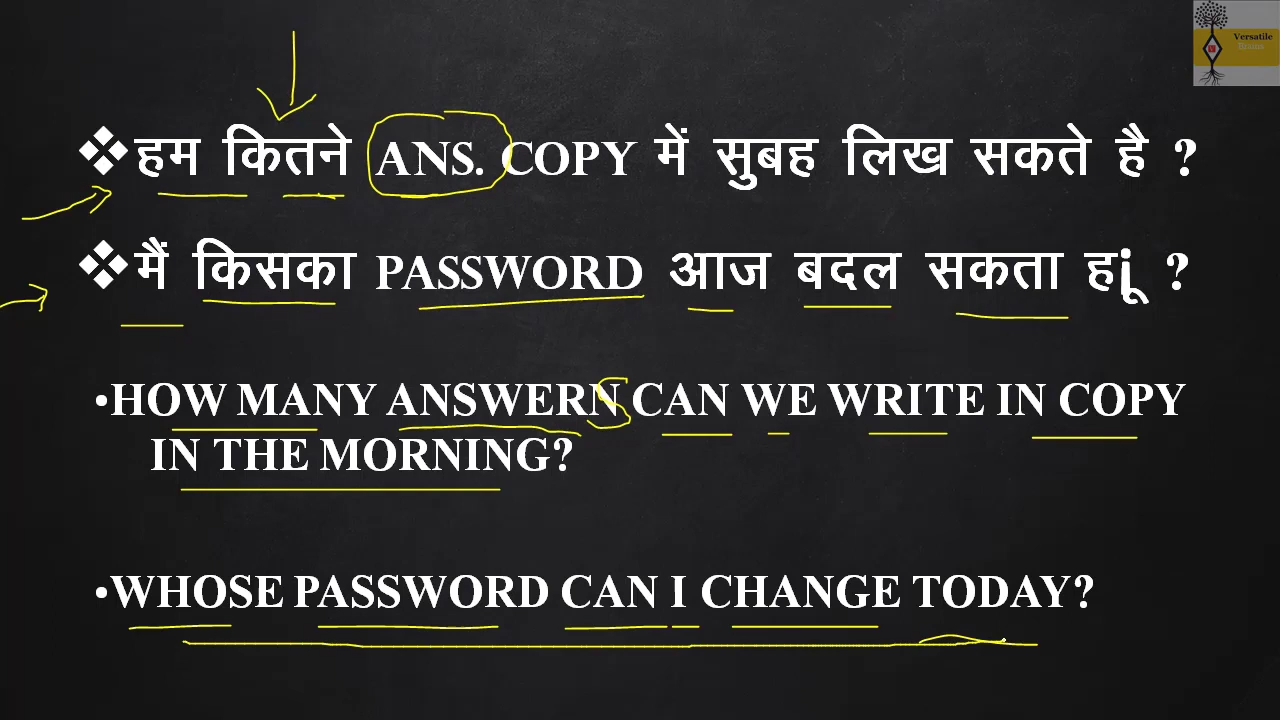 Versatile
Brains
❖हम कितने ANS. COPY में सुबह लिख सकते है ?
❖मैं किसका PASSWORD आज बदल सकता हूं ?
•HOW MANY ANSWERN CAN WE WRITE IN COPY
IN THE MORNING?
•WHOSE PASSWORD CAN I CHANGE TODAY?